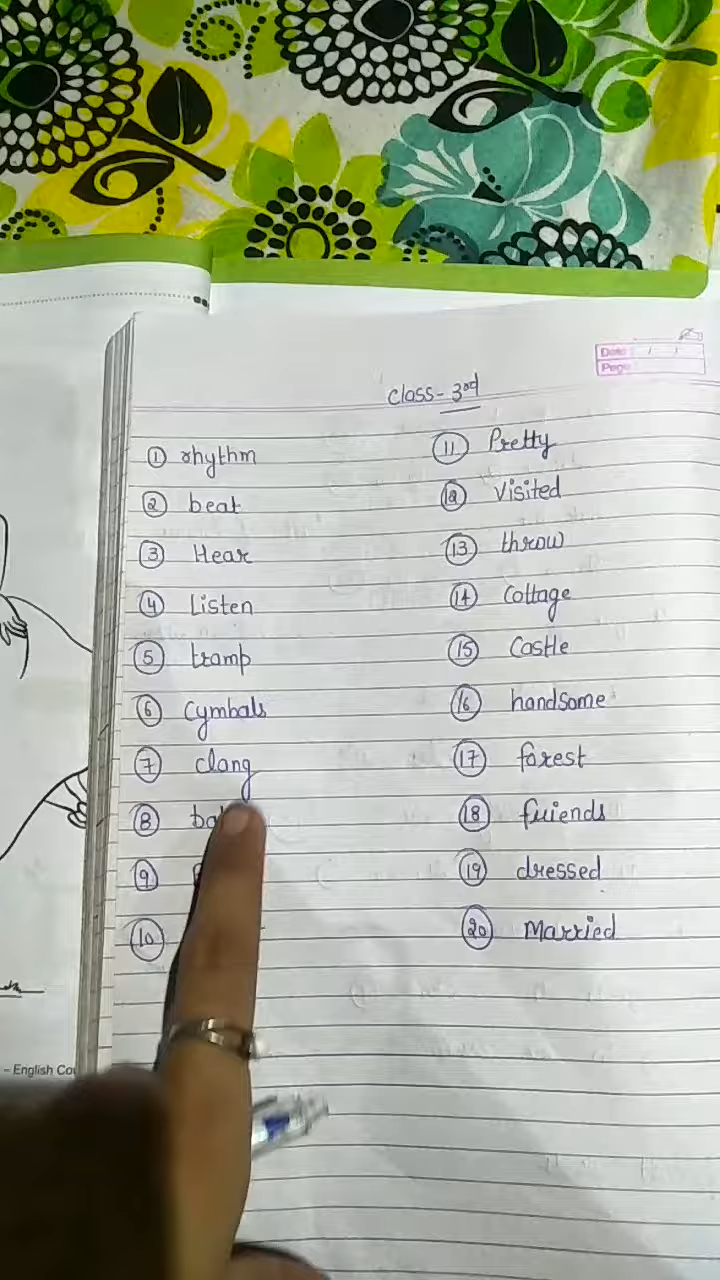 Date / /
Page
Class- 3rd
① rhythm
② beat
③ Hear
④ Listen
⑤ tramp
⑥ Cymbals
⑦ clang
⑧
⑨
⑩
⑪ Pretty
⑫ Visited
⑬ throw
⑭ Cottage
⑮ Castle
⑯ handsome
⑰ forest
⑱ friends
⑲ dressed
⑳ Married
– English